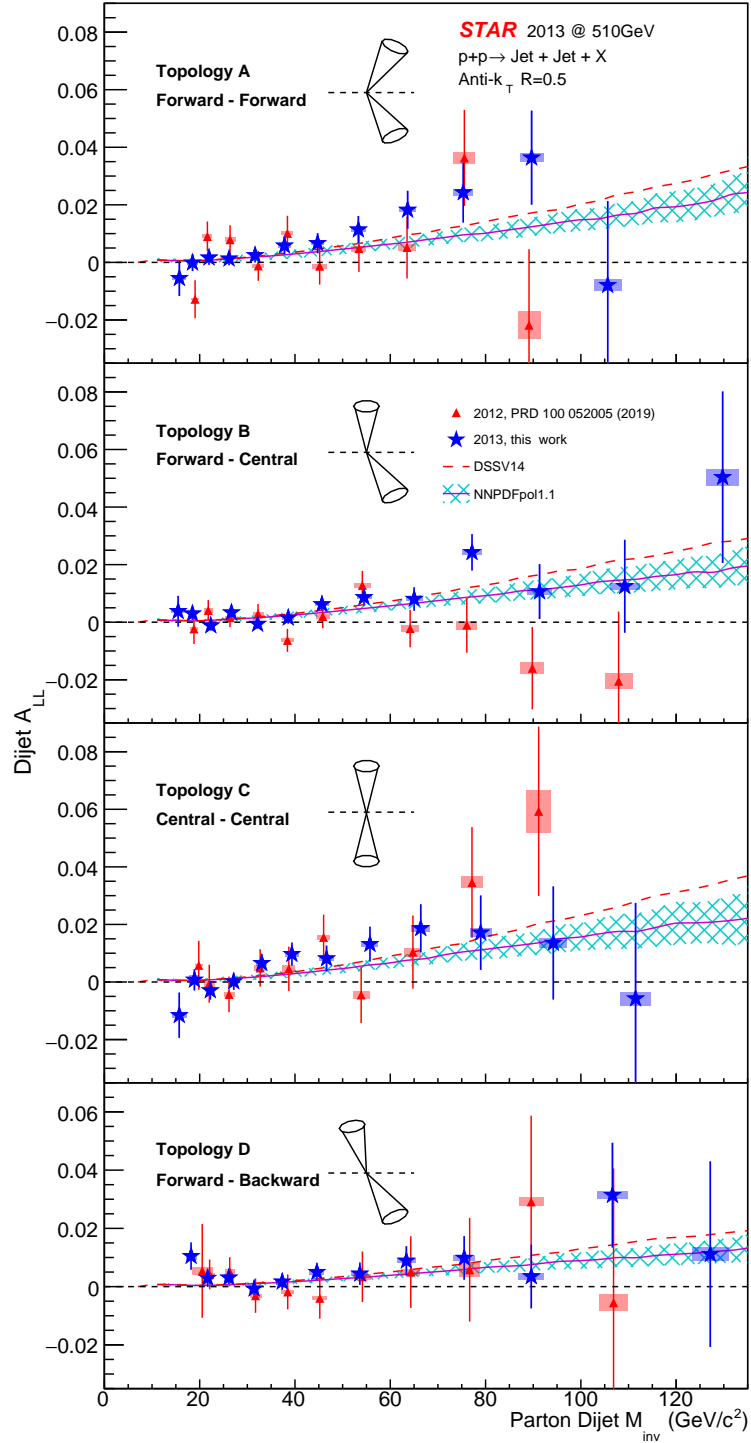 STAR 2013 @ 510GeV
p+p→ Jet + Jet + X
Anti-k_T R=0.5
Topology A
Forward - Forward
0.08
0.06
0.04
0.02
0
−0.02
Topology B
Forward - Central
2012, PRD 100 052005 (2019)
2013, this work
DSSV14
NNPDFpol1.1
0.08
0.06
0.04
0.02
0
−0.02
Dijet A_LL
Topology C
Central - Central
0.08
0.06
0.04
0.02
0
−0.02
Topology D
Forward - Backward
0.06
0.04
0.02
0
−0.02
0 20 40 60 80 100 120
Parton Dijet M_inv (GeV/c²)